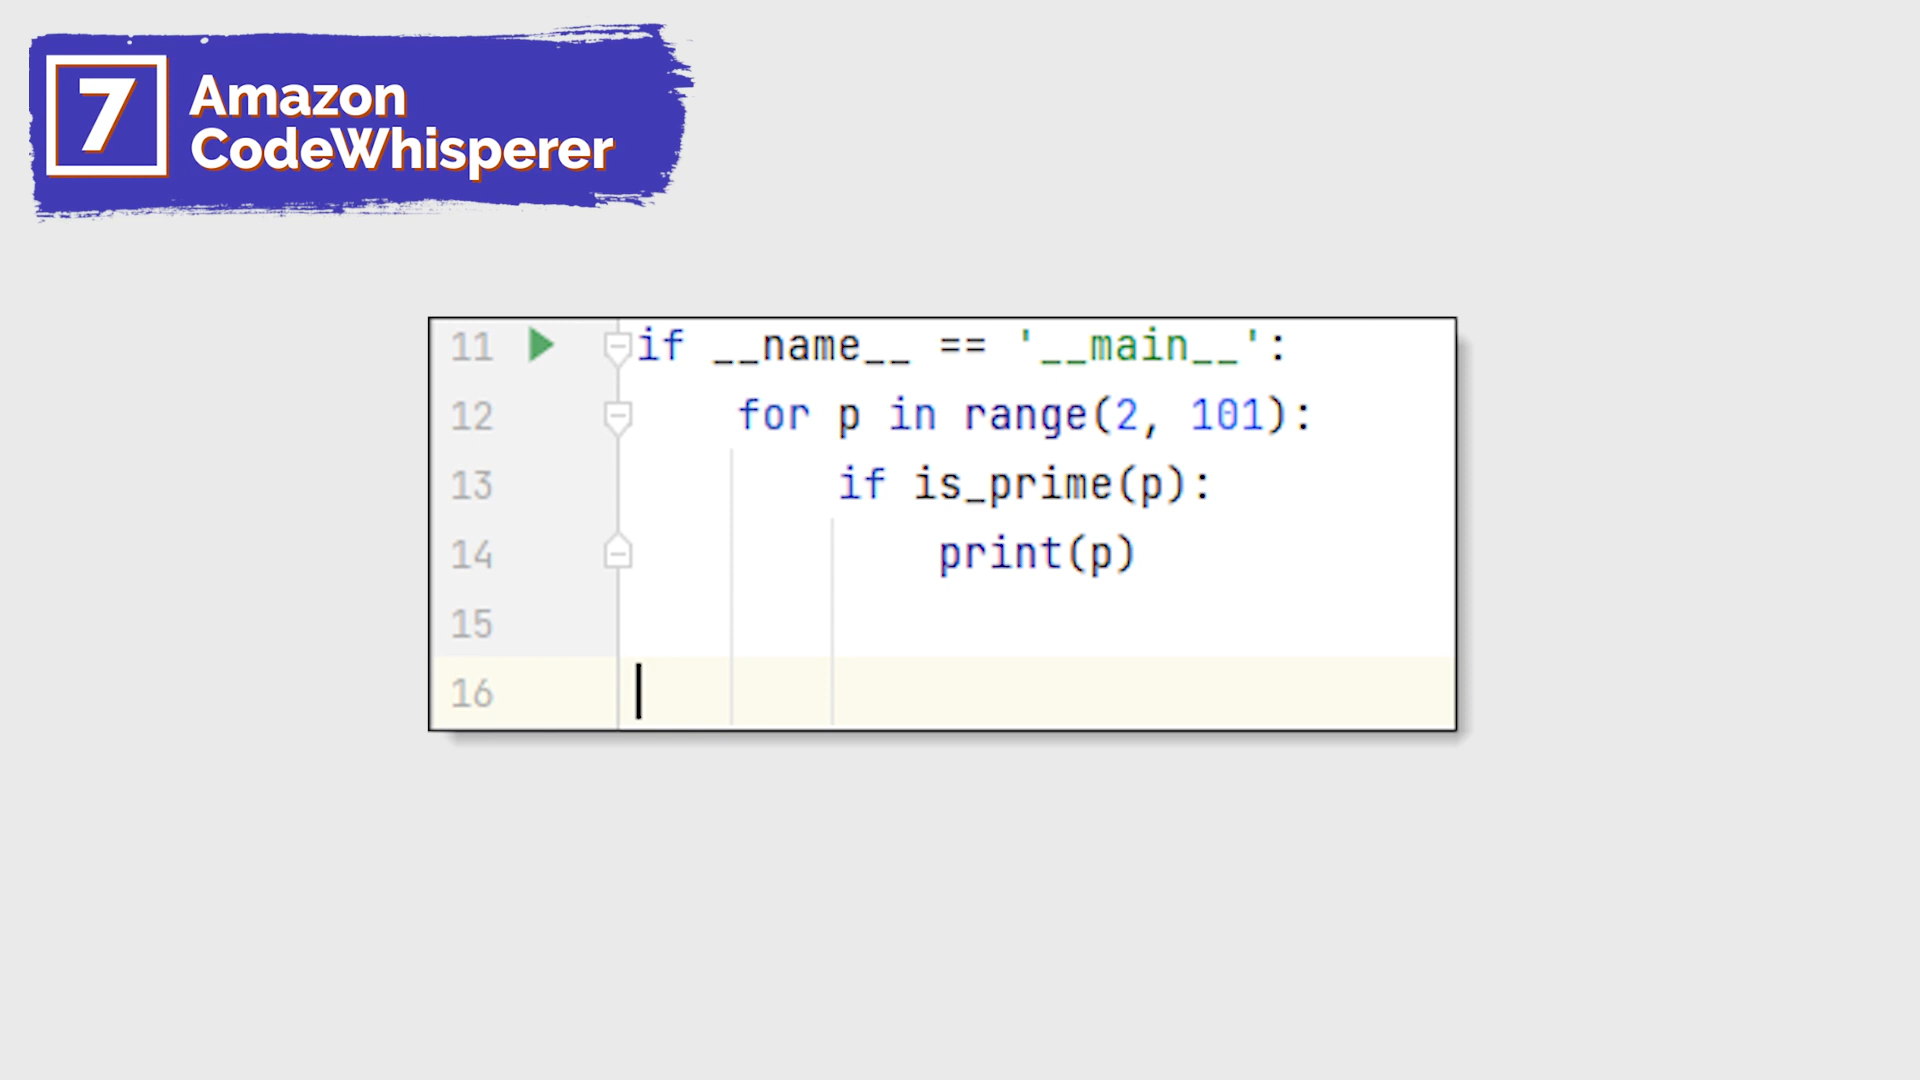 7
Amazon
CodeWhisperer
11 if __name__ == '__main__':
12 for p in range(2, 101):
13 if is_prime(p):
14 print(p)
15
16